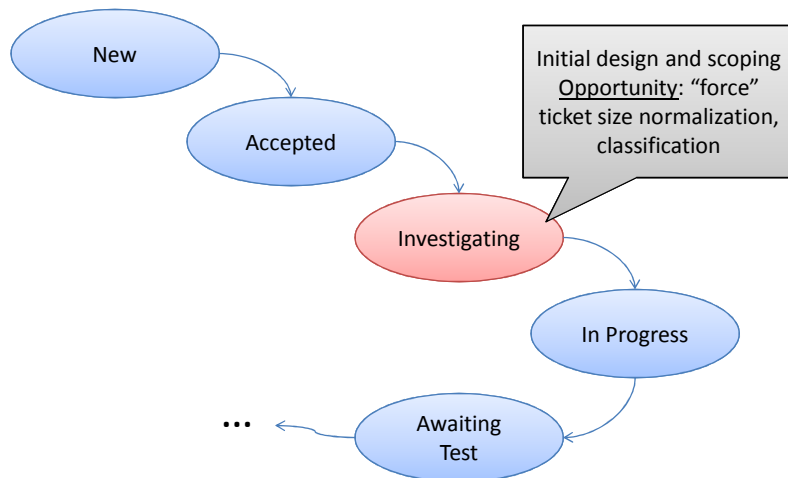 New
Initial design and scoping
Opportunity: “force”
ticket size normalization,
classification
Accepted
Investigating
In Progress
...
Awaiting
Test